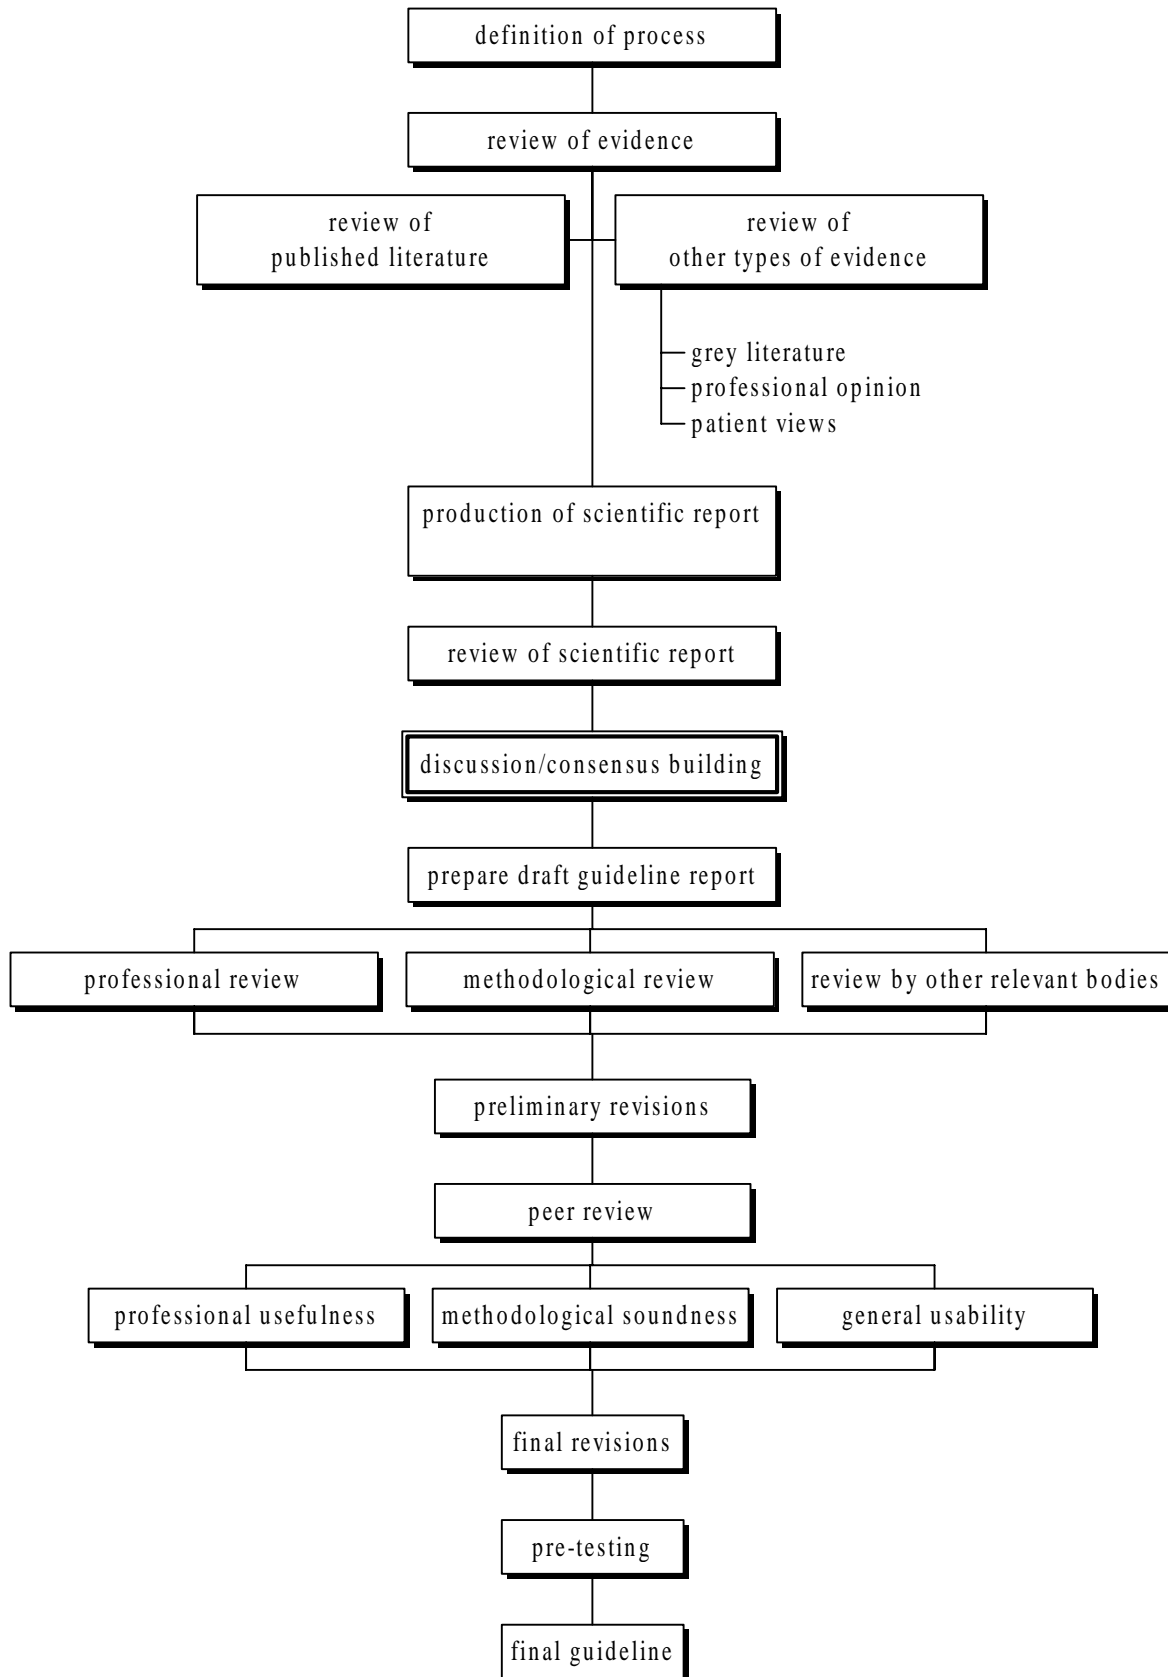 definition of process
review of evidence
review of
published literature
review of
other types of evidence
grey literature
professional opinion
patient views
production of scientific report
review of scientific report
discussion/consensus building
prepare draft guideline report
professional review
methodological review
review by other relevant bodies
preliminary revisions
peer review
professional usefulness
methodological soundness
general usability
final revisions
pre-testing
final guideline